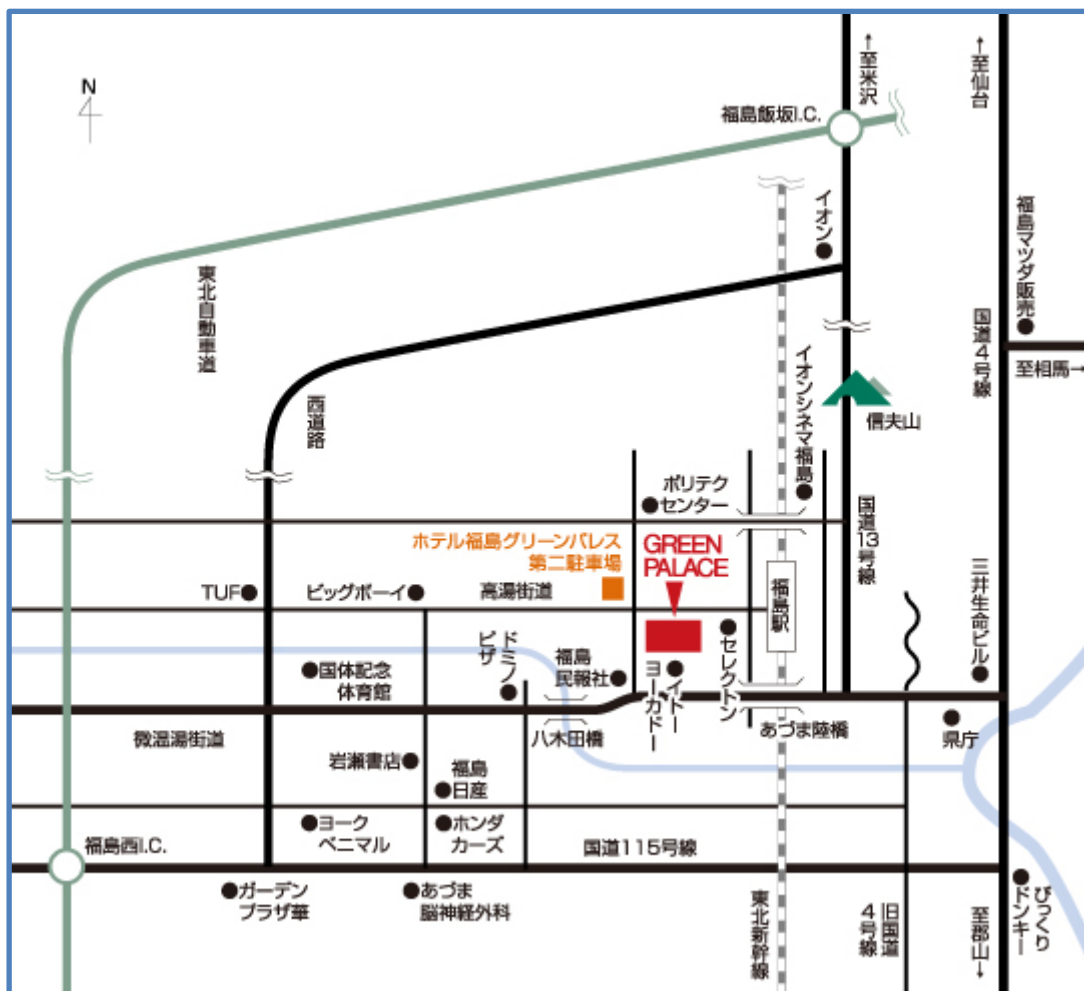 N
↑至米沢
↑至仙台
福島飯坂I.C.
イオン
福島マツダ販売
東北自動車道
国道4号線
至相馬→
イオンシネマ福島
西道路
信夫山
ポリテク
センター
国道13号線
ホテル福島グリーンパレス
第二駐車場
GREEN
PALACE
三井生命ビル
TUF
ビッグボーイ
高湯街道
福島駅
ドミノ
ピザ
福島
民報社
イトー
ヨーカドー
セレクトン
国体記念
体育館
微温湯街道
八木田橋
あづま陸橋
県庁
岩瀬書店
福島
日産
ヨーク
ベニマル
ホンダ
カーズ
福島西I.C.
国道115号線
ガーデン
プラザ華
あづま
脳神経外科
東北新幹線
旧国道
4号線
至郡山→
びっくり
ドンキー